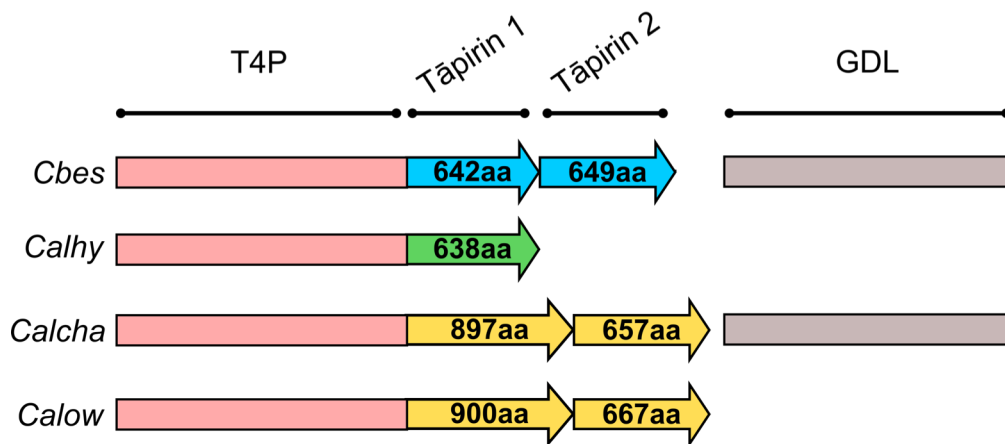 T4P Tāpirin 1 Tāpirin 2 GDL
Cbes 642aa 649aa
Calhy 638aa
Calcha 897aa 657aa
Calow 900aa 667aa